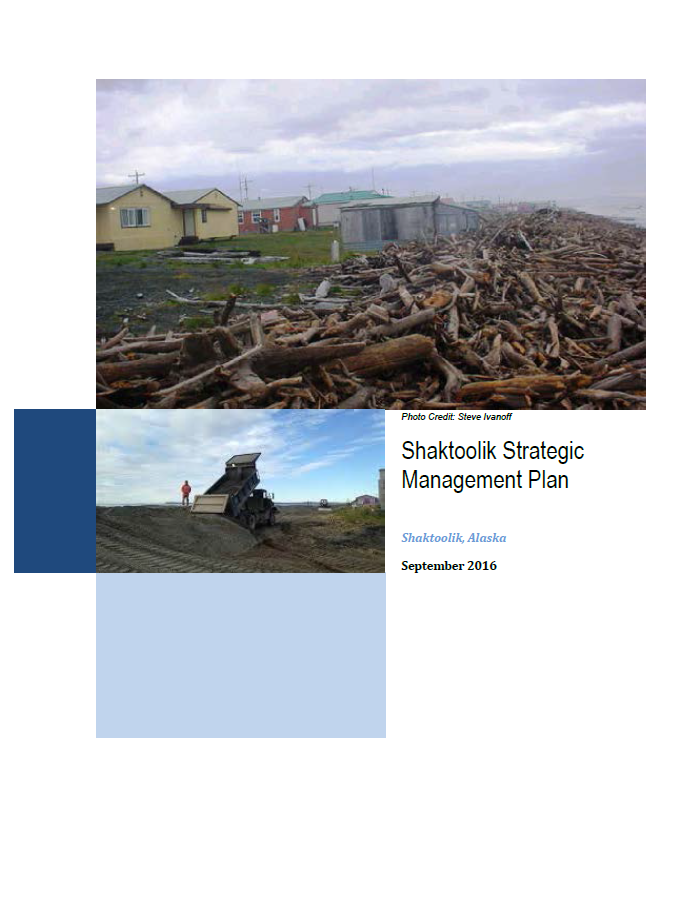 Photo Credit: Steve Ivanoff
Shaktoolik Strategic
Management Plan
Shaktoolik, Alaska
September 2016